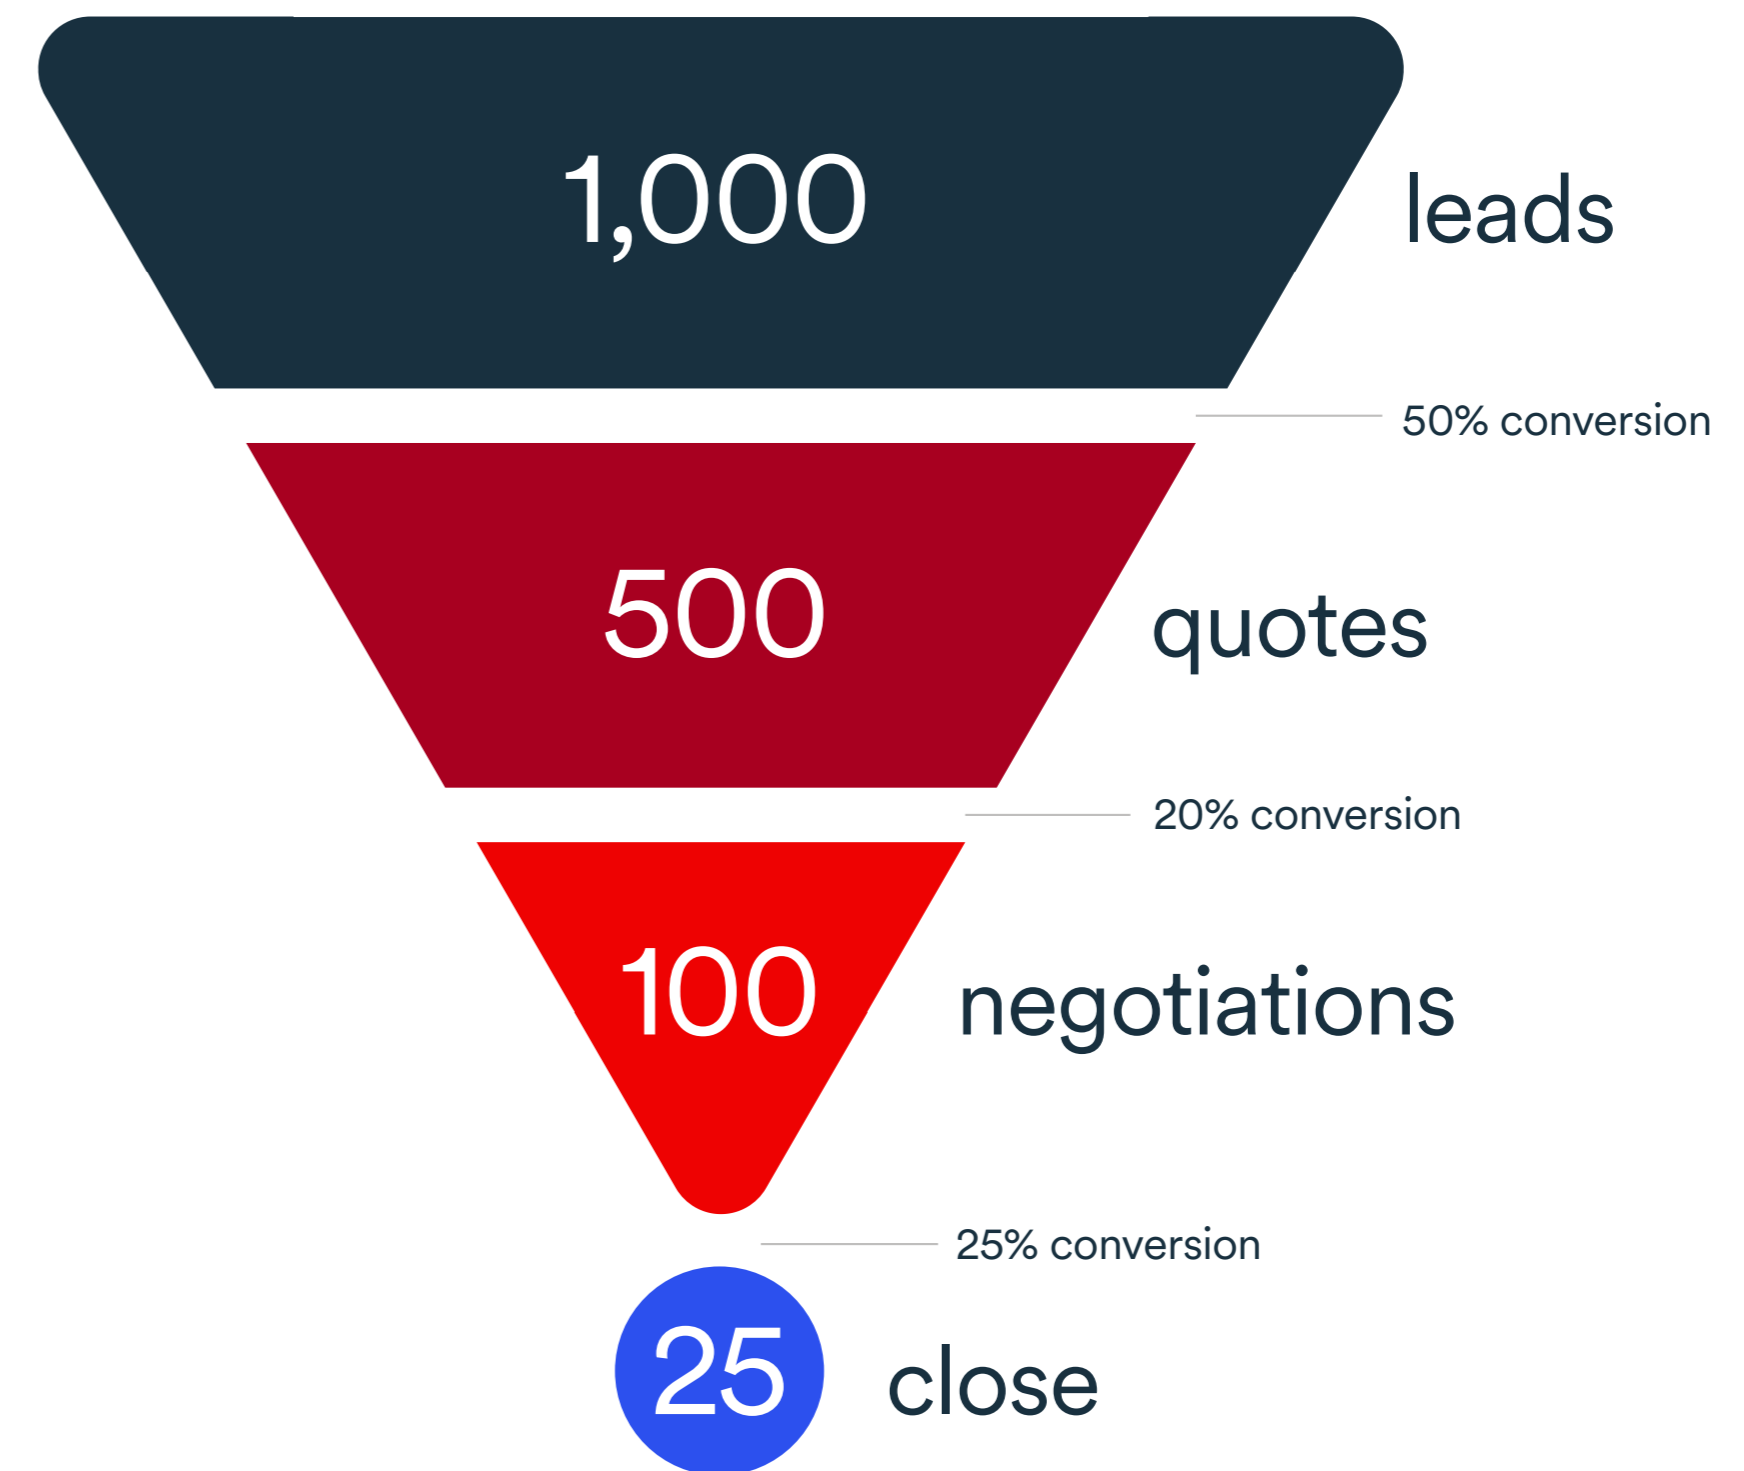 1,000
leads
50% conversion
500
quotes
20% conversion
100
negotiations
25% conversion
25
close